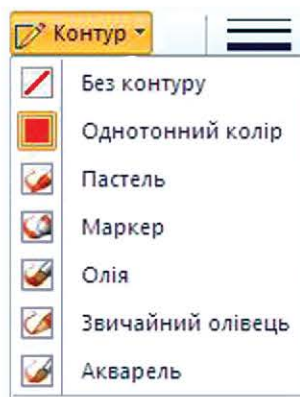 Контур
Без контуру
Однотонний колір
Пастель
Маркер
Олія
Звичайний олівець
Акварель